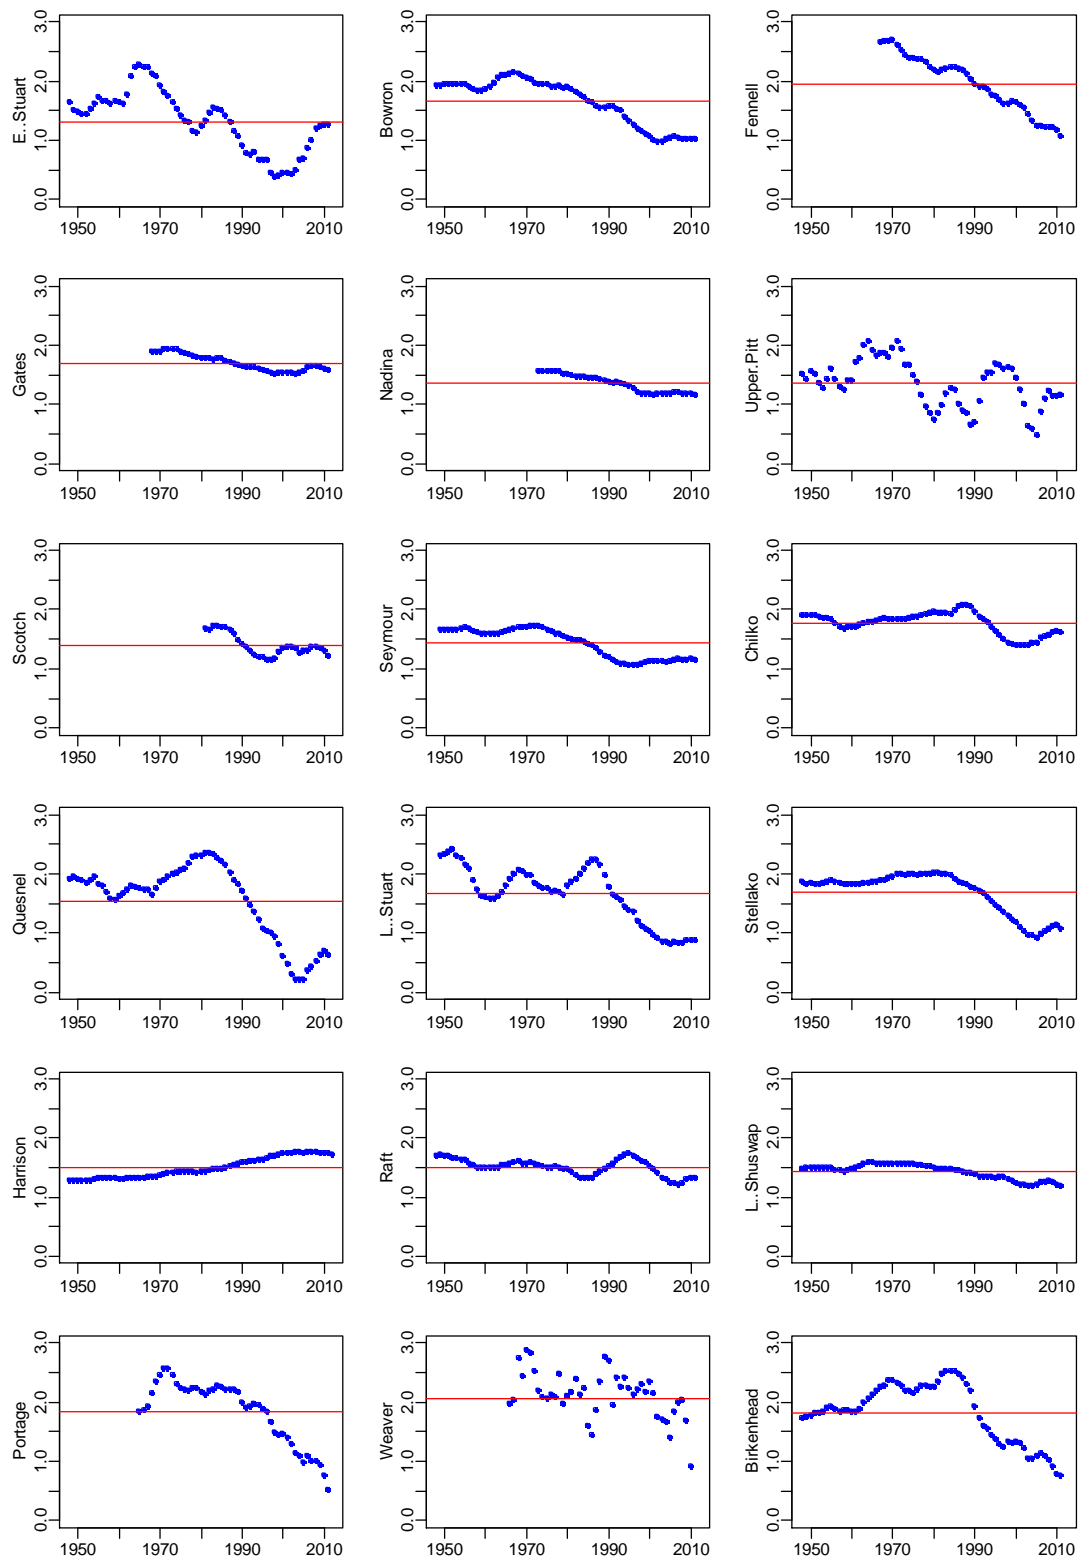 E..Stuart
0.0 1.0 2.0 3.0
1950 1970 1990 2010
Bowron
0.0 1.0 2.0 3.0
1950 1970 1990 2010
Fennell
0.0 1.0 2.0 3.0
1950 1970 1990 2010
Gates
0.0 1.0 2.0 3.0
1950 1970 1990 2010
Nadina
0.0 1.0 2.0 3.0
1950 1970 1990 2010
Upper.Pitt
0.0 1.0 2.0 3.0
1950 1970 1990 2010
Scotch
0.0 1.0 2.0 3.0
1950 1970 1990 2010
Seymour
0.0 1.0 2.0 3.0
1950 1970 1990 2010
Chilko
0.0 1.0 2.0 3.0
1950 1970 1990 2010
Quesnel
0.0 1.0 2.0 3.0
1950 1970 1990 2010
L..Stuart
0.0 1.0 2.0 3.0
1950 1970 1990 2010
Stellako
0.0 1.0 2.0 3.0
1950 1970 1990 2010
Harrison
0.0 1.0 2.0 3.0
1950 1970 1990 2010
Raft
0.0 1.0 2.0 3.0
1950 1970 1990 2010
L..Shuswap
0.0 1.0 2.0 3.0
1950 1970 1990 2010
Portage
0.0 1.0 2.0 3.0
1950 1970 1990 2010
Weaver
0.0 1.0 2.0 3.0
1950 1970 1990 2010
Birkenhead
0.0 1.0 2.0 3.0
1950 1970 1990 2010